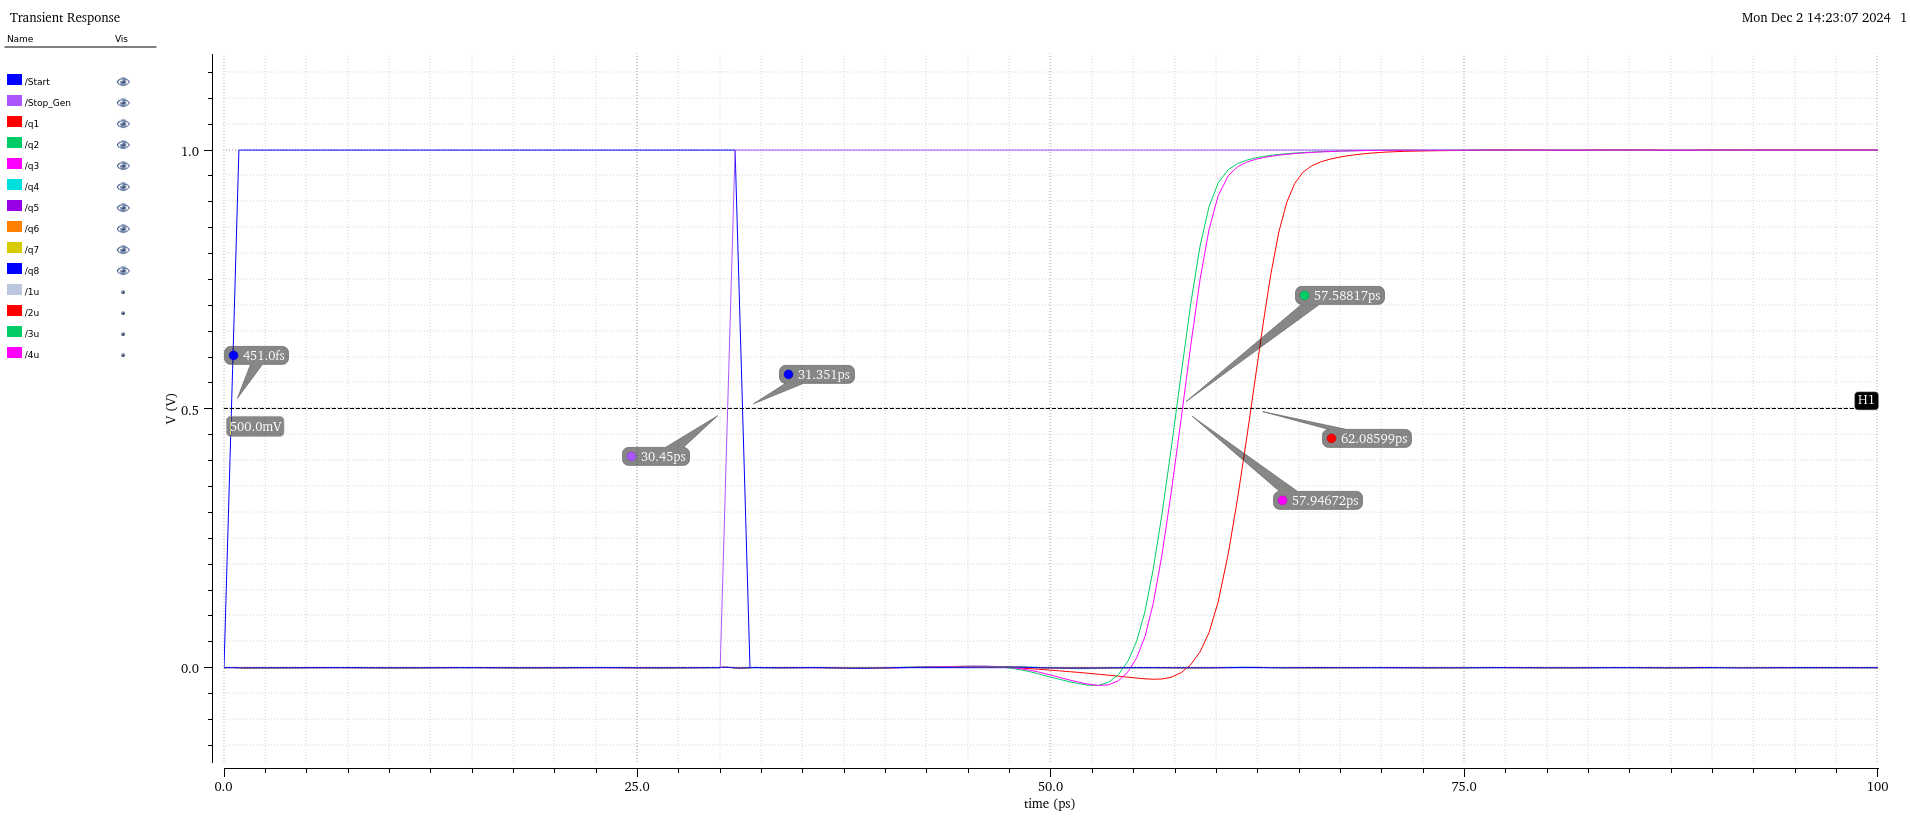 Transient Response
Mon Dec 2 14:23:07 2024 1
Name Vis
/Start
/Stop_Gen
/q1
/q2
/q3
/q4
/q5
/q6
/q7
/q8
/1u
/2u
/3u
/4u
V (V)
1.0
0.5
0.0
451.0fs
500.0mV
30.45ps
31.351ps
57.58817ps
62.08599ps
57.94672ps
H1
0.0 25.0 50.0 75.0 100
time (ps)